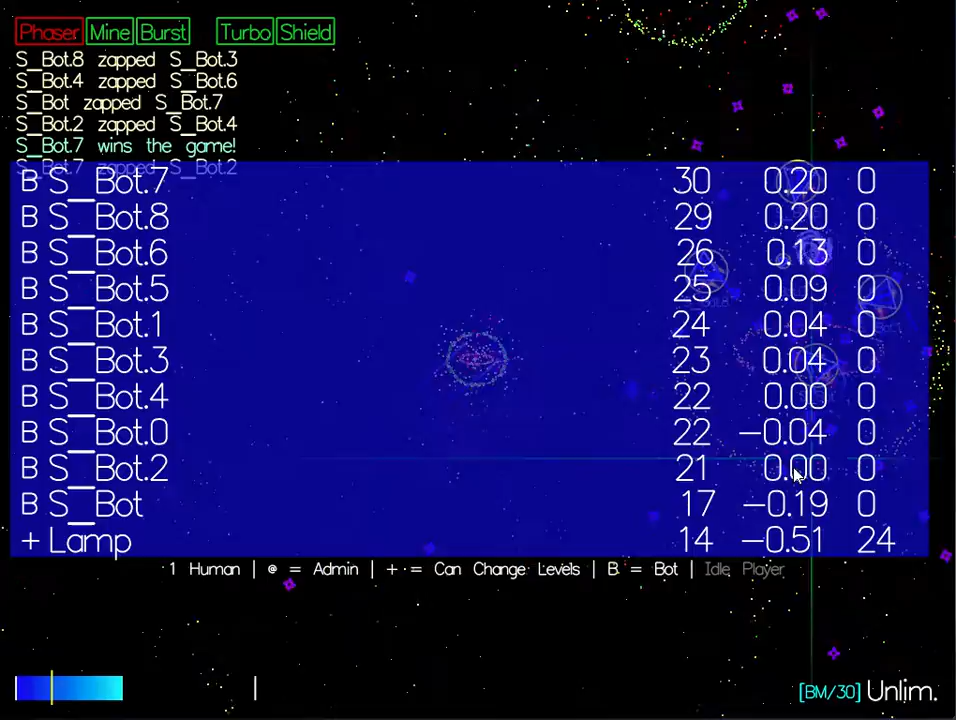 Phaser Mine Burst Turbo Shield
S_Bot.8 zapped S_Bot.3
S_Bot.4 zapped S_Bot.6
S_Bot zapped S_Bot.7
S_Bot.2 zapped S_Bot.4
S_Bot.7 wins the game!
S_Bot.7 zapped S_Bot.2
B S_Bot.7 30 0.20 0
B S_Bot.8 29 0.20 0
B S_Bot.6 26 0.13 0
B S_Bot.5 25 0.09 0
B S_Bot.1 24 0.04 0
B S_Bot.3 23 0.04 0
B S_Bot.4 22 0.00 0
B S_Bot.0 22 -0.04 0
B S_Bot.2 21 0.00 0
B S_Bot 17 -0.19 0
+ Lamp 14 -0.51 24
1 Human | @ = Admin | + = Can Change Levels | B = Bot | Idle Player
[BM/30] Unlim.